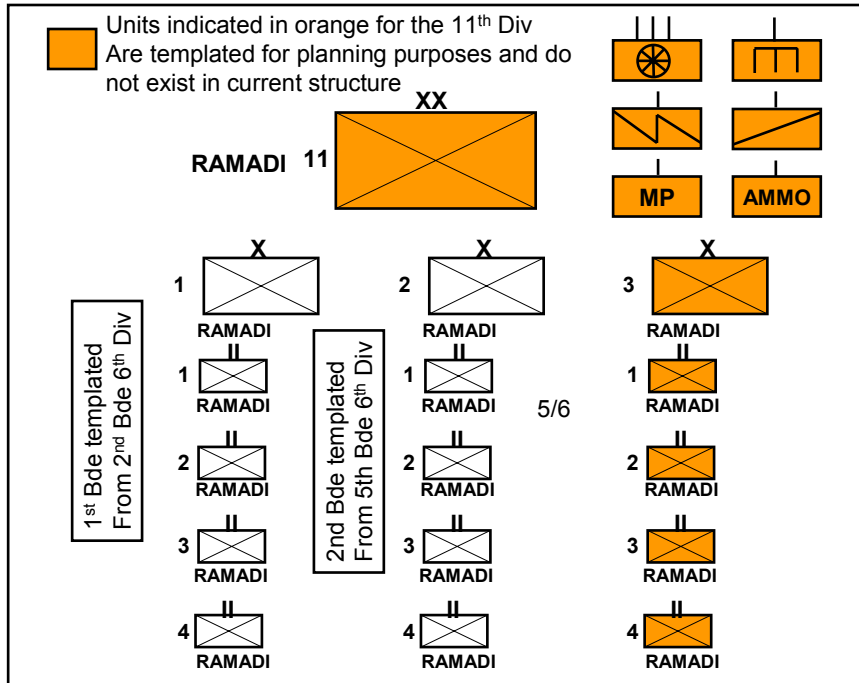 Units indicated in orange for the 11th Div
Are templated for planning purposes and do
not exist in current structure
XX
RAMADI 11
MP
AMMO
X
1
RAMADI
X
2
RAMADI
X
3
RAMADI
1st Bde templated
From 2nd Bde 6th Div
II
1
RAMADI
II
2
RAMADI
II
3
RAMADI
II
4
RAMADI
2nd Bde templated
From 5th Bde 6th Div
II
1
RAMADI
II
2
RAMADI
II
3
RAMADI
II
4
RAMADI
5/6
II
1
RAMADI
II
2
RAMADI
II
3
RAMADI
II
4
RAMADI